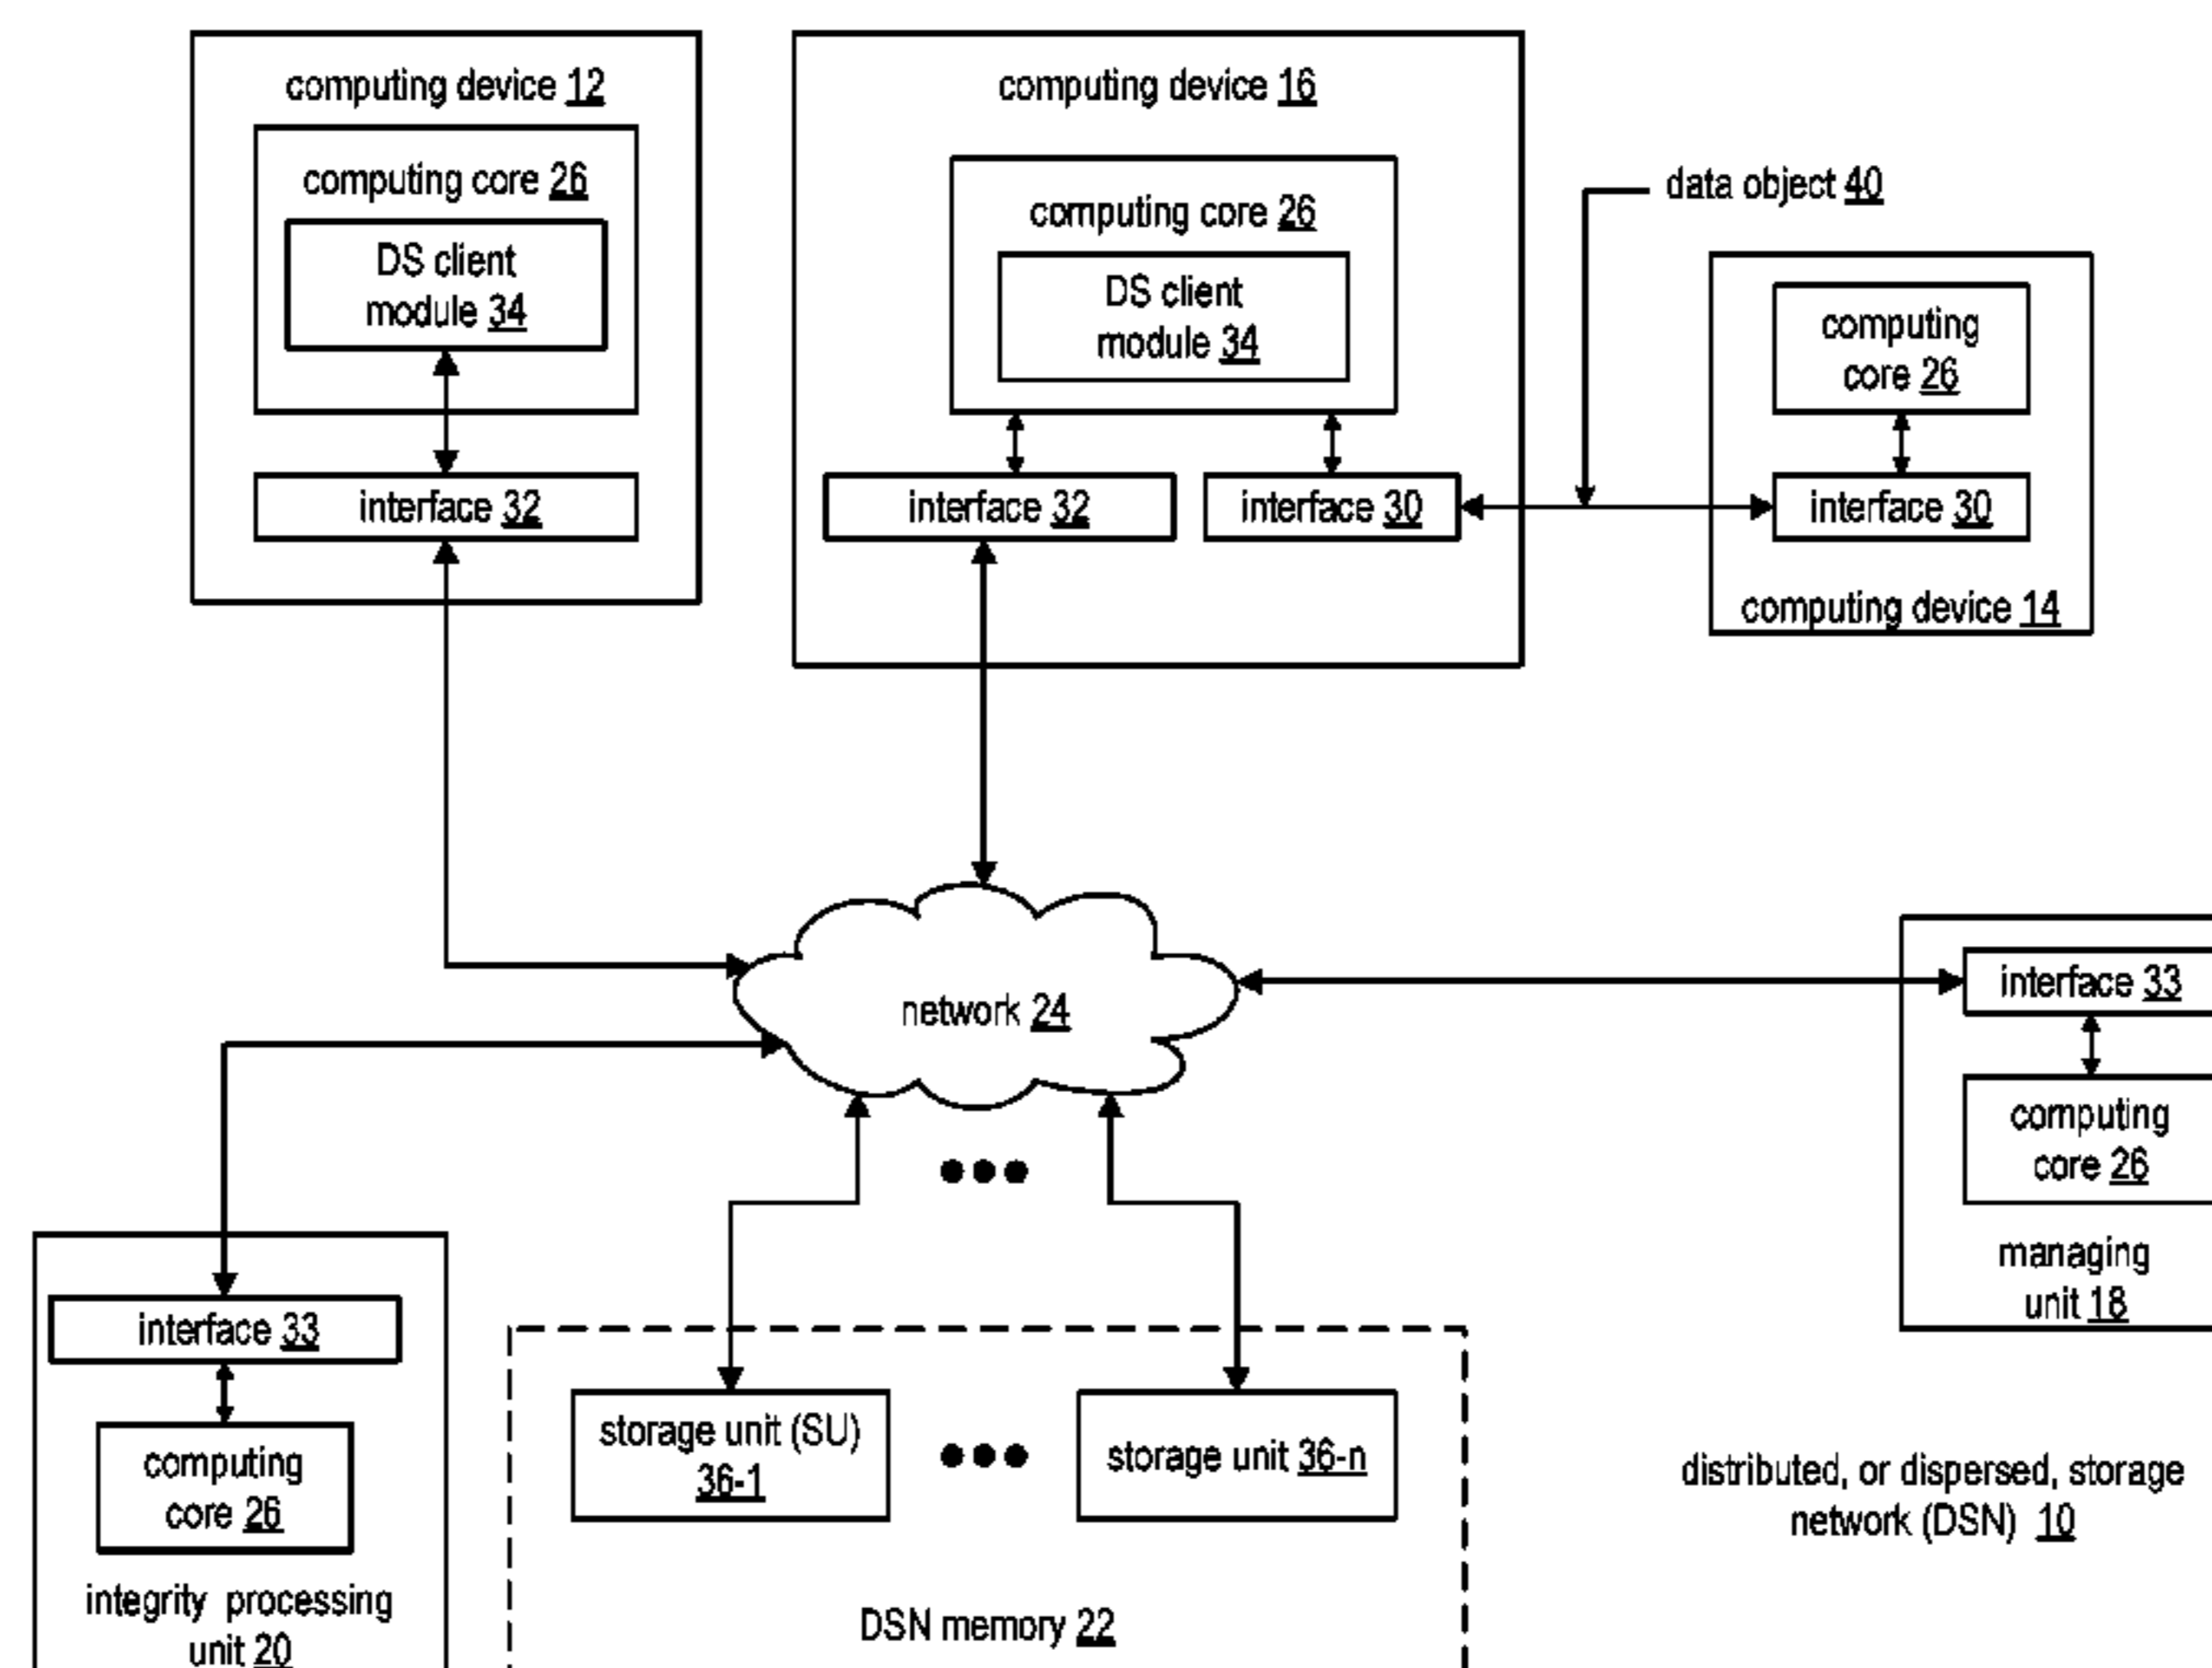 computing device 12
computing core 26
DS client
module 34
interface 32
computing device 16
computing core 26
DS client
module 34
interface 32
interface 30
data object 40
computing
core 26
interface 30
computing device 14
network 24
interface 33
computing
core 26
managing
unit 18
interface 33
computing
core 26
integrity processing
unit 20
storage unit (SU)
36-1
storage unit 36-n
DSN memory 22
distributed, or dispersed, storage
network (DSN) 10